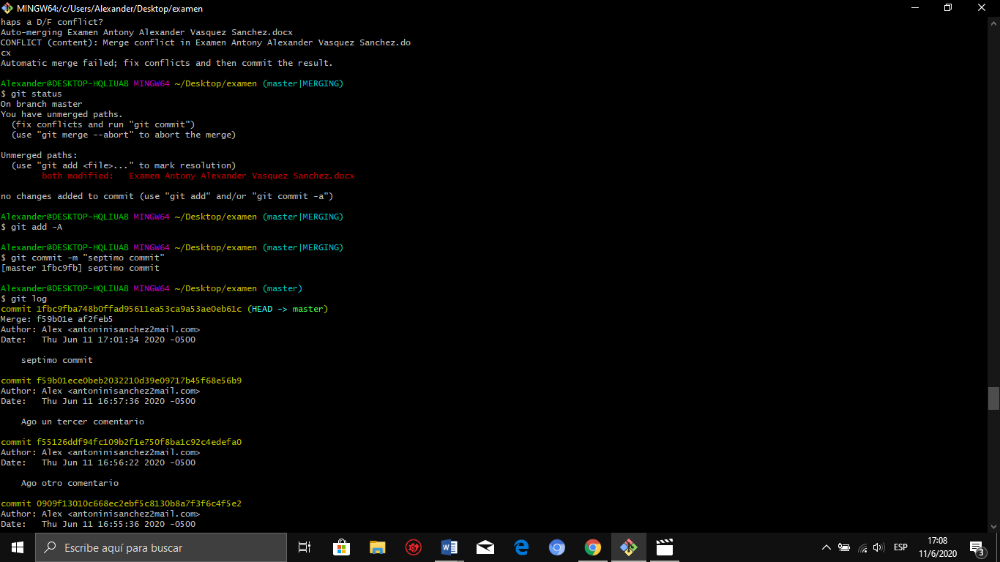 MINGW64:/c/Users/Alexander/Desktop/examen
haps a D/F conflict?
Auto-merging Examen Antony Alexander Vasquez Sanchez.docx
CONFLICT (content): Merge conflict in Examen Antony Alexander Vasquez Sanchez.do
cx
Automatic merge failed; fix conflicts and then commit the result.
Alexander@DESKTOP-HQLIUAB MINGW64 ~/Desktop/examen (master|MERGING)
$ git status
On branch master
You have unmerged paths.
(fix conflicts and run "git commit")
(use "git merge --abort" to abort the merge)
Unmerged paths:
(use "git add <file>..." to mark resolution)
both modified:   Examen Antony Alexander Vasquez Sanchez.docx
no changes added to commit (use "git add" and/or "git commit -a")
Alexander@DESKTOP-HQLIUAB MINGW64 ~/Desktop/examen (master|MERGING)
$ git add -A
Alexander@DESKTOP-HQLIUAB MINGW64 ~/Desktop/examen (master|MERGING)
$ git commit -m "septimo commit"
[master 1fbc9fb] septimo commit
Alexander@DESKTOP-HQLIUAB MINGW64 ~/Desktop/examen (master)
$ git log
commit 1fbc9fba748b0ffad95611ea53ca9a53ae0eb61c (HEAD -> master)
Merge: f59b01e af2feb5
Author: Alex <antoninisanchez2mail.com>
Date:   Thu Jun 11 17:01:34 2020 -0500
septimo commit
commit f59b01ece0beb2032210d39e09717b45f68e56b9
Author: Alex <antoninisanchez2mail.com>
Date:   Thu Jun 11 16:57:36 2020 -0500
Ago un tercer comentario
commit f55126ddf94fc109b2f1e750f8ba1c92c4edefa0
Author: Alex <antoninisanchez2mail.com>
Date:   Thu Jun 11 16:56:22 2020 -0500
Ago otro comentario
commit 0909f13010c668ec2ebf5c8130b8a7f3f6c4f5e2
Author: Alex <antoninisanchez2mail.com>
Date:   Thu Jun 11 16:55:36 2020 -0500
Escribe aquí para buscar
ESP
17:08
11/6/2020
3